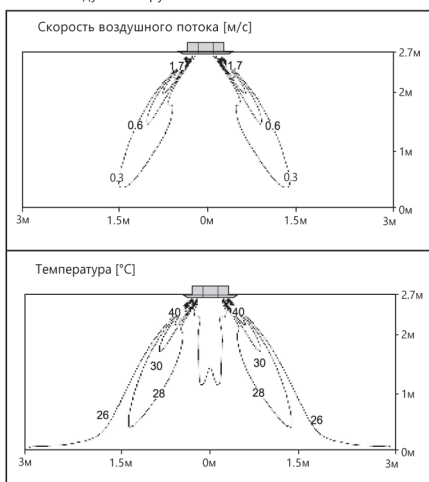 Скорость воздушного потока [м/с]
2.7м
1.7 1.7
2м
0.6 0.6
1м
0.3 0.3
0м
3м 1.5м 0м 1.5м 3м
Температура [°C]
2.7м
40 40
2м
30 30
28 28
1м
26 26
0м
3м 1.5м 0м 1.5м 3м